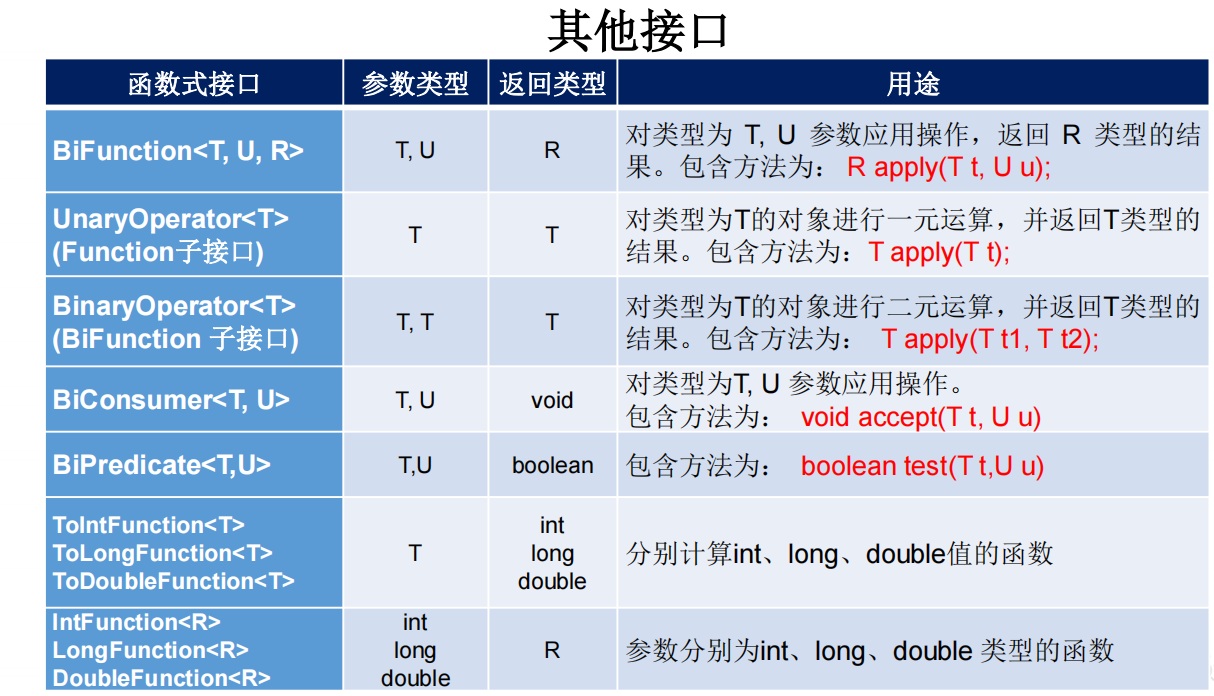 其他接口
函数式接口 参数类型 返回类型 用途
BiFunction<T, U, R> T, U R 对类型为 T, U 参数应用操作，返回 R 类型的结
果。包含方法为： R apply(T t, U u);
UnaryOperator<T>
(Function子接口) T T 对类型为T的对象进行一元运算，并返回T类型的
结果。包含方法为：T apply(T t);
BinaryOperator<T>
(BiFunction 子接口) T, T T 对类型为T的对象进行二元运算，并返回T类型的
结果。包含方法为： T apply(T t1, T t2);
BiConsumer<T, U> T, U void 对类型为T, U 参数应用操作。
包含方法为： void accept(T t, U u)
BiPredicate<T,U> T,U boolean 包含方法为： boolean test(T t,U u)
ToIntFunction<T>
ToLongFunction<T>
ToDoubleFunction<T>
T
int
long
double
分别计算int、long、double值的函数
IntFunction<R>
LongFunction<R>
DoubleFunction<R>
int
long
double
R
参数分别为int、long、double 类型的函数